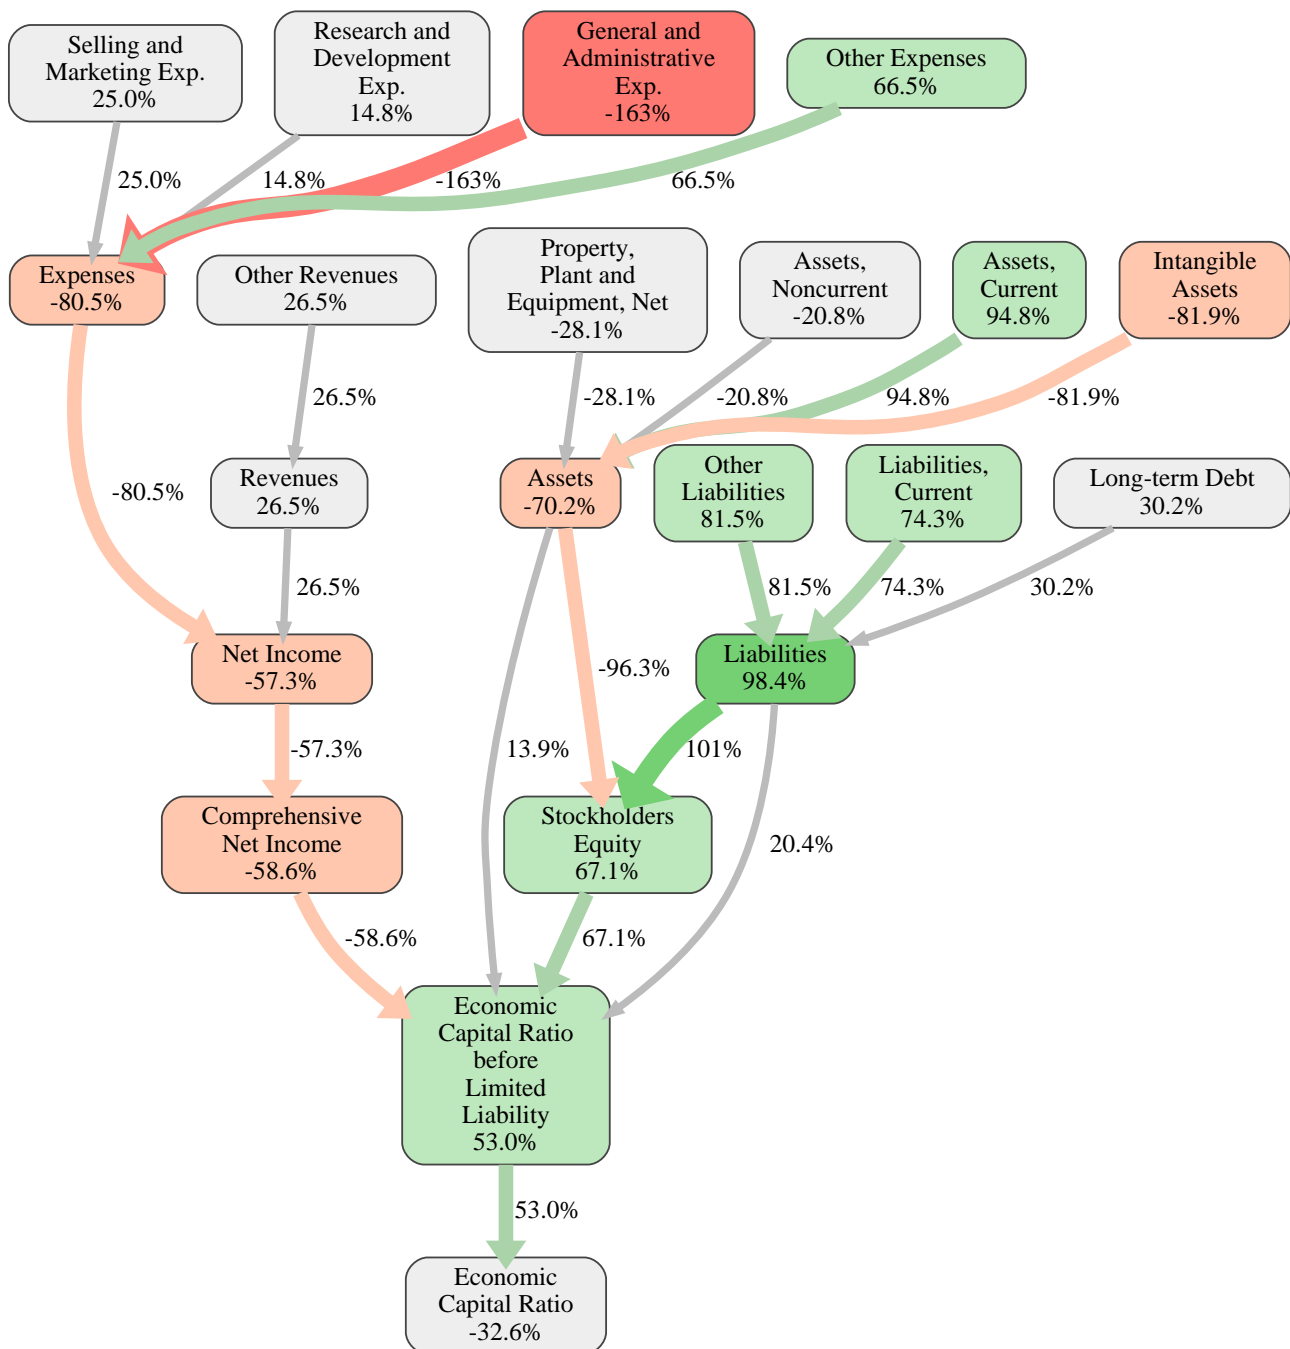 Selling and
Marketing Exp.
25.0%
Research and
Development
Exp.
14.8%
General and
Administrative
Exp.
-163%
Other Expenses
66.5%
25.0%
14.8%
-163%
66.5%
Expenses
-80.5%
Other Revenues
26.5%
Property,
Plant and
Equipment, Net
-28.1%
Assets,
Noncurrent
-20.8%
Assets,
Current
94.8%
Intangible
Assets
-81.9%
26.5%
-28.1%
-20.8%
94.8%
-81.9%
-80.5%
Revenues
26.5%
Assets
-70.2%
Other
Liabilities
81.5%
Liabilities,
Current
74.3%
Long-term Debt
30.2%
26.5%
81.5%
74.3%
30.2%
Net Income
-57.3%
-96.3%
Liabilities
98.4%
-57.3%
13.9%
101%
Comprehensive
Net Income
-58.6%
Stockholders
Equity
67.1%
20.4%
-58.6%
67.1%
Economic
Capital Ratio
before
Limited
Liability
53.0%
53.0%
Economic
Capital Ratio
-32.6%